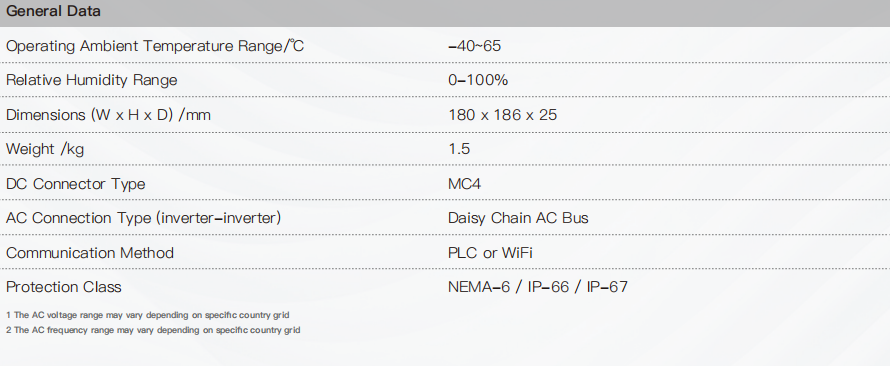 General Data
Operating Ambient Temperature Range/℃ –40~65
Relative Humidity Range 0–100%
Dimensions (W x H x D) /mm 180 x 186 x 25
Weight /kg 1.5
DC Connector Type MC4
AC Connection Type (inverter–inverter) Daisy Chain AC Bus
Communication Method PLC or WiFi
Protection Class NEMA–6 / IP–66 / IP–67
1 The AC voltage range may vary depending on specific country grid
2 The AC frequency range may vary depending on specific country grid